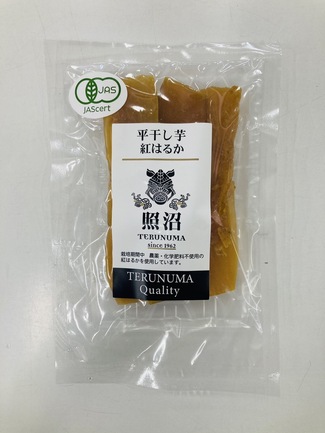 JAS
JAScert
平干し芋
紅はるか
照沼
TERUNUMA
since 1962
栽培期間中 農薬・化学肥料不使用の
紅はるかを使用しています。
TERUNUMA
Quality